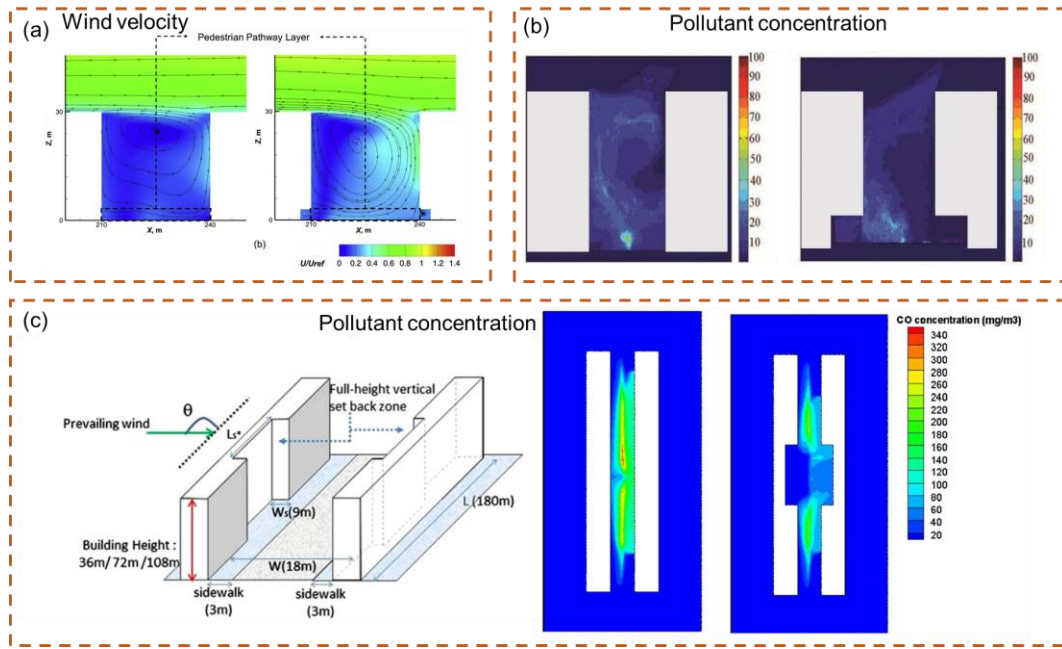 (a)
Wind velocity
Pedestrian Pathway Layer
30
30
Z, m
Z, m
0
0
210
240
210
240
X, m
X, m
(b)
U/Uref
0 0.2 0.4 0.6 0.8 1 1.2 1.4
(b)
Pollutant concentration
100
90
80
70
60
50
40
30
20
10
100
90
80
70
60
50
40
30
20
10
(c)
Pollutant concentration
Prevailing wind
θ
Ls*
Full-height vertical
set back zone
Ws(9m)
L (180m)
Building Height :
36m/ 72m /108m
W(18m)
sidewalk
(3m)
sidewalk
(3m)
CO concentration (mg/m3)
340
320
300
280
260
240
220
200
180
160
140
120
100
80
60
40
20